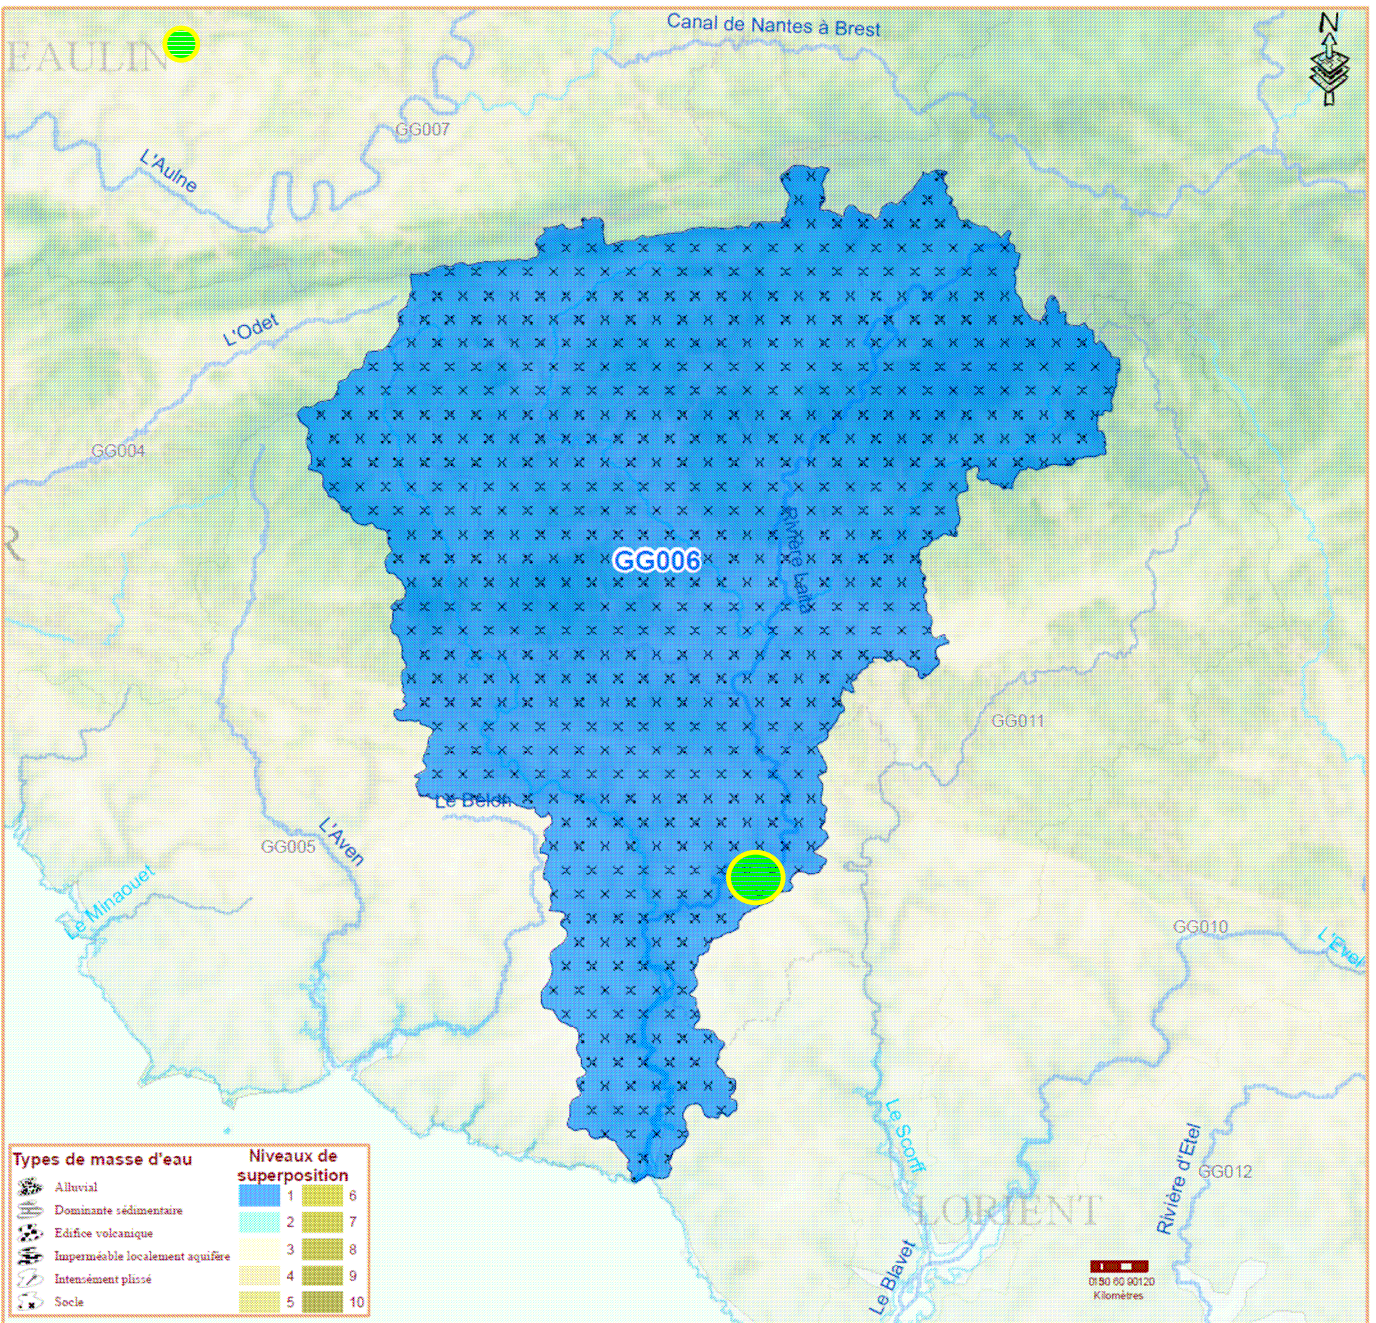 Canal de Nantes à Brest
N
EAULIN
GG007
L'Aulne
L'Odet
GG004
R
GG006
Rivière Laïta
GG011
Le Belon
L'Aven
GG005
Le Minaouet
GG010
L'Evel
Le Scorff
Rivière d'Etel
GG012
LORIENT
Le Blavet
Kilomètres
Types de masse d'eau
Alluvial
Dominante sédimentaire
Edifice volcanique
Imperméable localement aquifère
Intensément plissé
Socle
Niveaux de
superposition
1 6
2 7
3 8
4 9
5 10